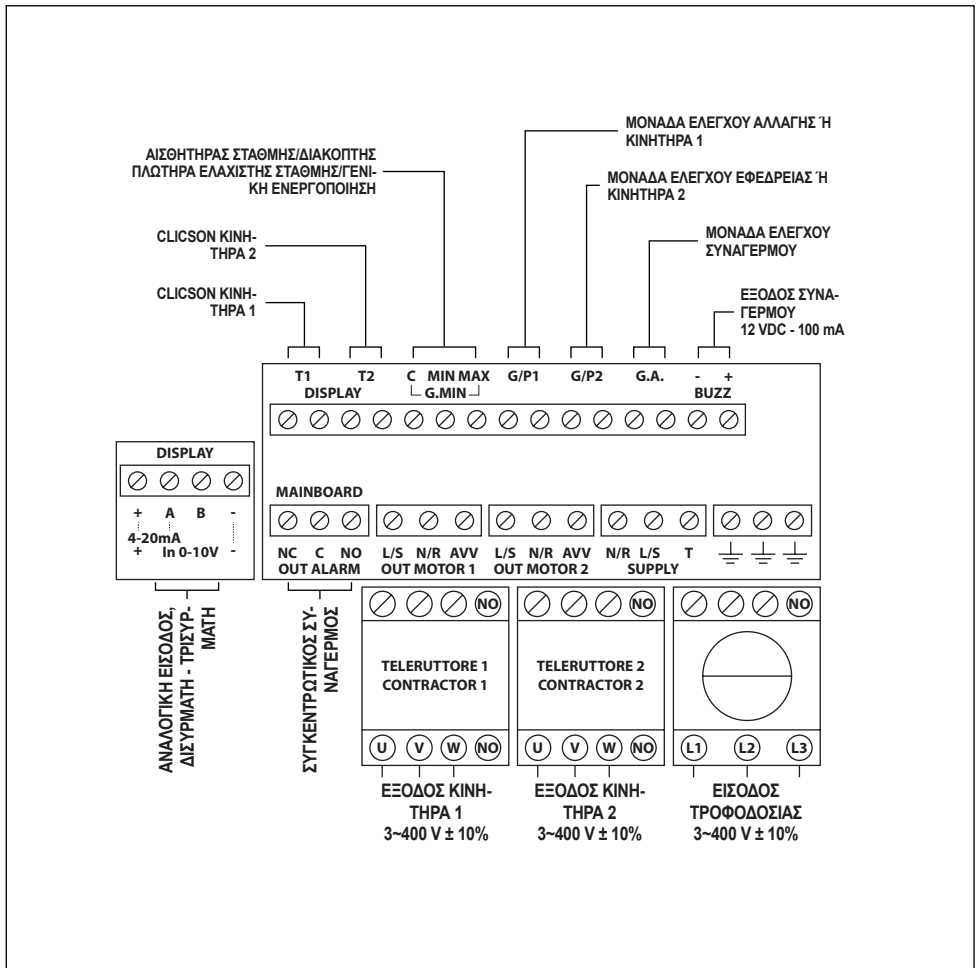 ΜΟΝΑΔΑ ΕΛΕΓΧΟΥ ΑΛΛΑΓΗΣ Ή
ΚΙΝΗΤΗΡΑ 1
ΑΙΣΘΗΤΗΡΑΣ ΣΤΑΘΜΗΣ/ΔΙΑΚΟΠΤΗΣ
ΠΛΩΤΗΡΑ ΕΛΑΧΙΣΤΗΣ ΣΤΑΘΜΗΣ/ΓΕΝΙ-
ΚΗ ΕΝΕΡΓΟΠΟΙΗΣΗ
ΜΟΝΑΔΑ ΕΛΕΓΧΟΥ ΕΦΕΔΡΕΙΑΣ Ή
ΚΙΝΗΤΗΡΑ 2
CLICSON ΚΙΝΗ-
ΤΗΡΑ 2
ΜΟΝΑΔΑ ΕΛΕΓΧΟΥ
ΣΥΝΑΓΕΡΜΟΥ
CLICSON ΚΙΝΗ-
ΤΗΡΑ 1
ΕΞΟΔΟΣ ΣΥΝΑ-
ΓΕΡΜΟΥ
12 VDC - 100 mA
T1 T2 C MIN MAX G/P1 G/P2 G.A. - +
DISPLAY G.MIN BUZZ
DISPLAY
+ A B -
4-20mA
+ In 0-10V -
MAINBOARD
NC C NO L/S N/R AVV L/S N/R AVV N/R L/S T
OUT ALARM OUT MOTOR 1 OUT MOTOR 2 SUPPLY
ΑΝΑΛΟΓΙΚΗ ΕΙΣΟΔΟΣ,
ΔΙΣΥΡΜΑΤΗ - ΤΡΙΣΥΡ-
ΜΑΤΗ
ΣΥΓΚΕΝΤΡΩΤΙΚΟΣ ΣΥ-
ΝΑΓΕΡΜΟΣ
NO NO NO
TELERUTTORE 1
CONTRACTOR 1
TELERUTTORE 2
CONTRACTOR 2
U V W NO U V W NO L1 L2 L3
ΕΞΟΔΟΣ ΚΙΝΗ-
ΤΗΡΑ 1
3~400 V ± 10%
ΕΞΟΔΟΣ ΚΙΝΗ-
ΤΗΡΑ 2
3~400 V ± 10%
ΕΙΣΟΔΟΣ
ΤΡΟΦΟΔΟΣΙΑΣ
3~400 V ± 10%